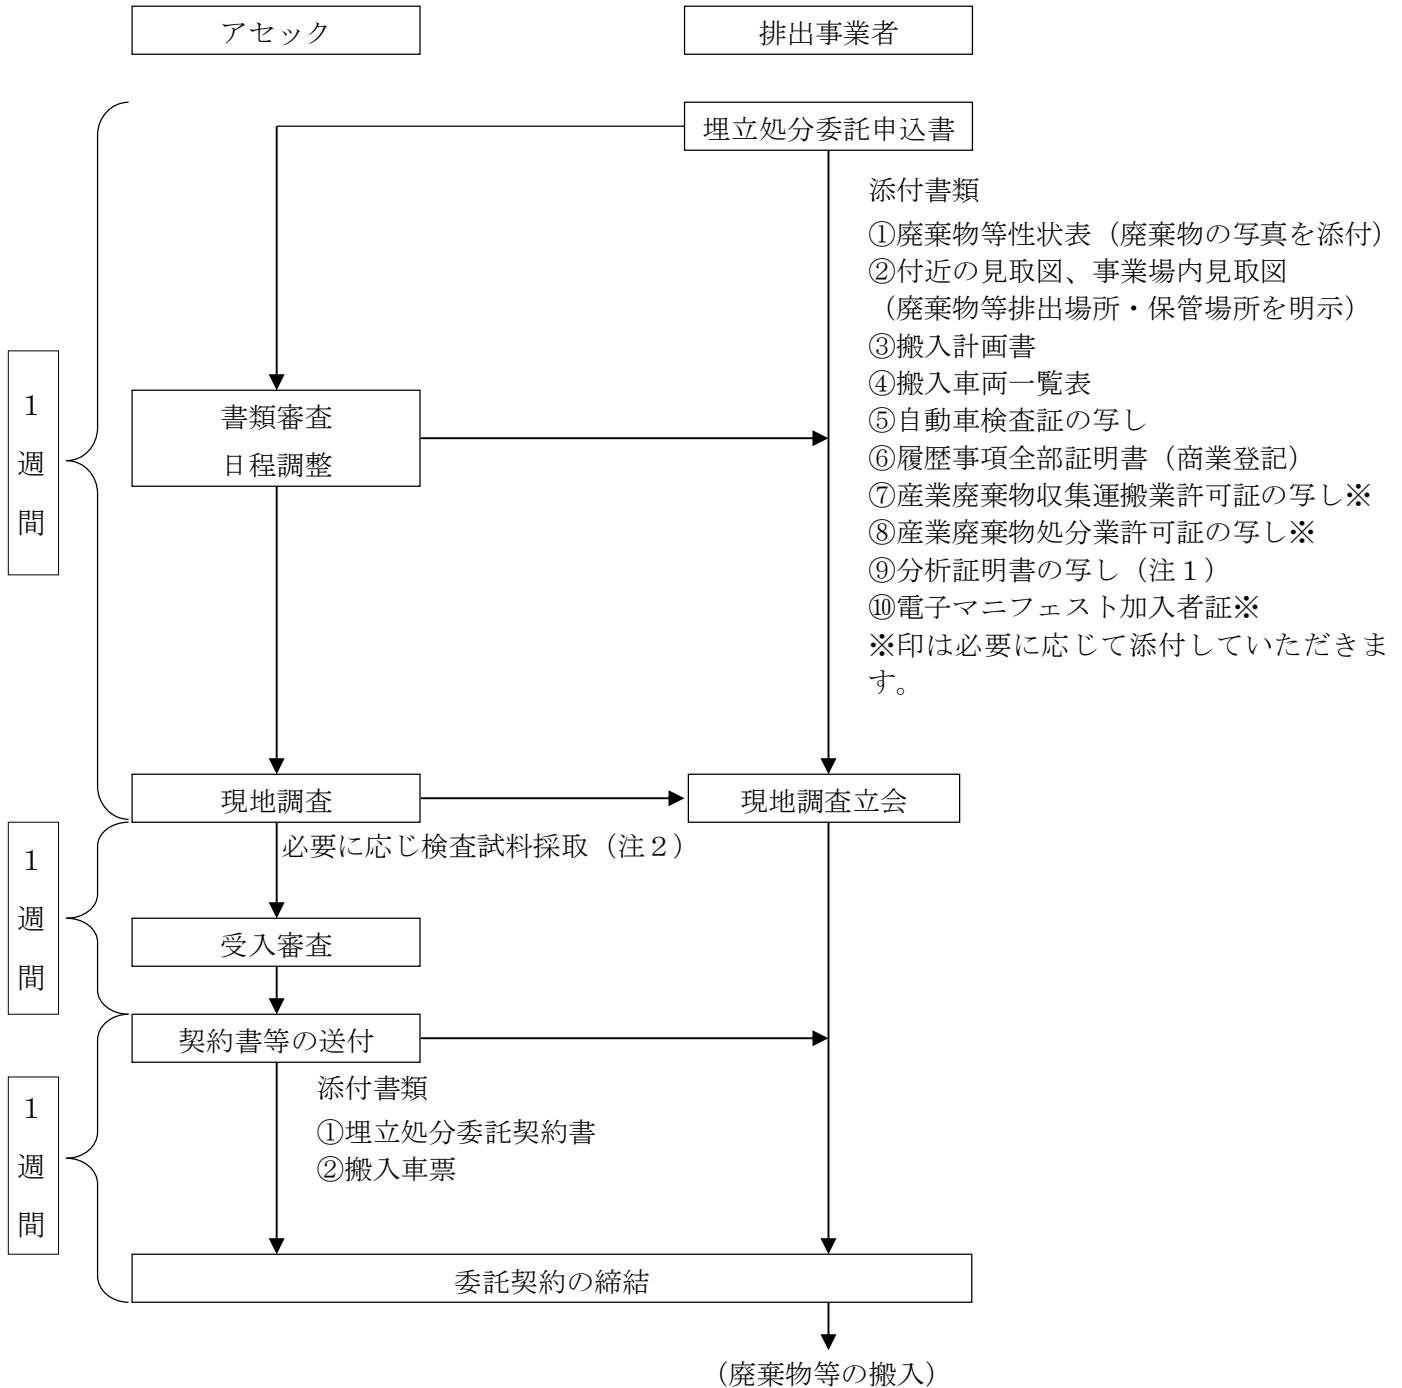 アセック
排出事業者
埋立処分委託申込書
添付書類
①廃棄物等性状表（廃棄物の写真を添付）
②付近の見取図、事業場内見取図
（廃棄物等排出場所・保管場所を明示）
③搬入計画書
④搬入車両一覧表
⑤自動車検査証の写し
⑥履歴事項全部証明書（商業登記）
⑦産業廃棄物収集運搬業許可証の写し※
⑧産業廃棄物処分業許可証の写し※
⑨分析証明書の写し（注１）
⑩電子マニフェスト加入者証※
※印は必要に応じて添付していただきま
す。
１
週
間
書類審査
日程調整
現地調査
現地調査立会
必要に応じ検査試料採取（注２）
１
週
間
受入審査
契約書等の送付
添付書類
①埋立処分委託契約書
②搬入車票
１
週
間
委託契約の締結
（廃棄物等の搬入）